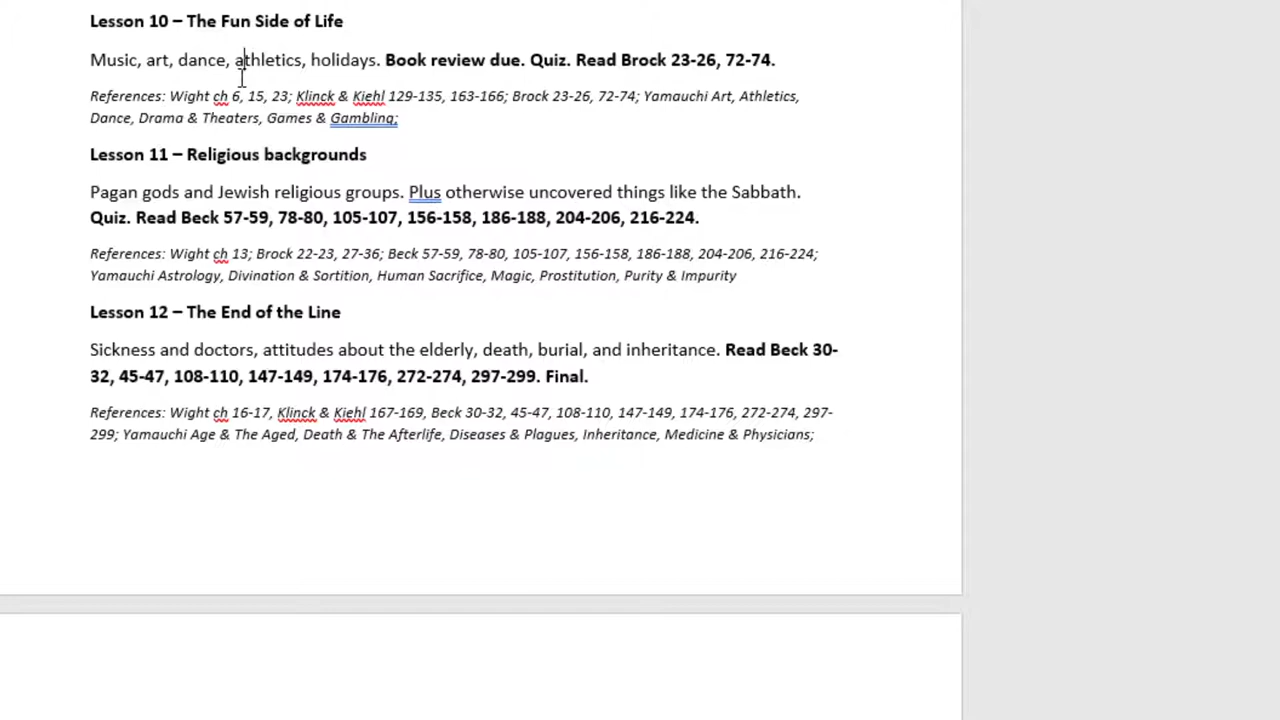 Lesson 10 – The Fun Side of Life
Music, art, dance, athletics, holidays. Book review due. Quiz. Read Brock 23-26, 72-74.
References: Wight ch 6, 15, 23; Klinck & Kiehl 129-135, 163-166; Brock 23-26, 72-74; Yamauchi Art, Athletics,
Dance, Drama & Theaters, Games & Gambling;
Lesson 11 – Religious backgrounds
Pagan gods and Jewish religious groups. Plus otherwise uncovered things like the Sabbath.
Quiz. Read Beck 57-59, 78-80, 105-107, 156-158, 186-188, 204-206, 216-224.
References: Wight ch 13; Brock 22-23, 27-36; Beck 57-59, 78-80, 105-107, 156-158, 186-188, 204-206, 216-224;
Yamauchi Astrology, Divination & Sortition, Human Sacrifice, Magic, Prostitution, Purity & Impurity
Lesson 12 – The End of the Line
Sickness and doctors, attitudes about the elderly, death, burial, and inheritance. Read Beck 30-
32, 45-47, 108-110, 147-149, 174-176, 272-274, 297-299. Final.
References: Wight ch 16-17, Klinck & Kiehl 167-169, Beck 30-32, 45-47, 108-110, 147-149, 174-176, 272-274, 297-
299; Yamauchi Age & The Aged, Death & The Afterlife, Diseases & Plagues, Inheritance, Medicine & Physicians;